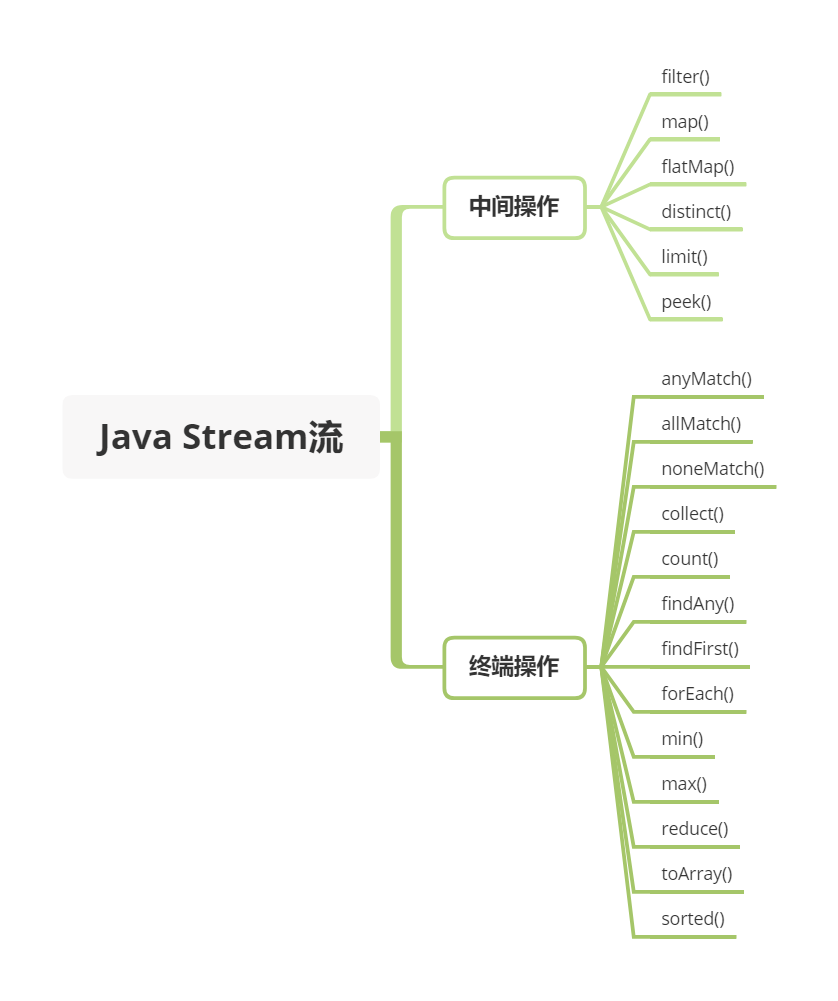 Java Stream流
中间操作
filter()
map()
flatMap()
distinct()
limit()
peek()
终端操作
anyMatch()
allMatch()
noneMatch()
collect()
count()
findAny()
findFirst()
forEach()
min()
max()
reduce()
toArray()
sorted()